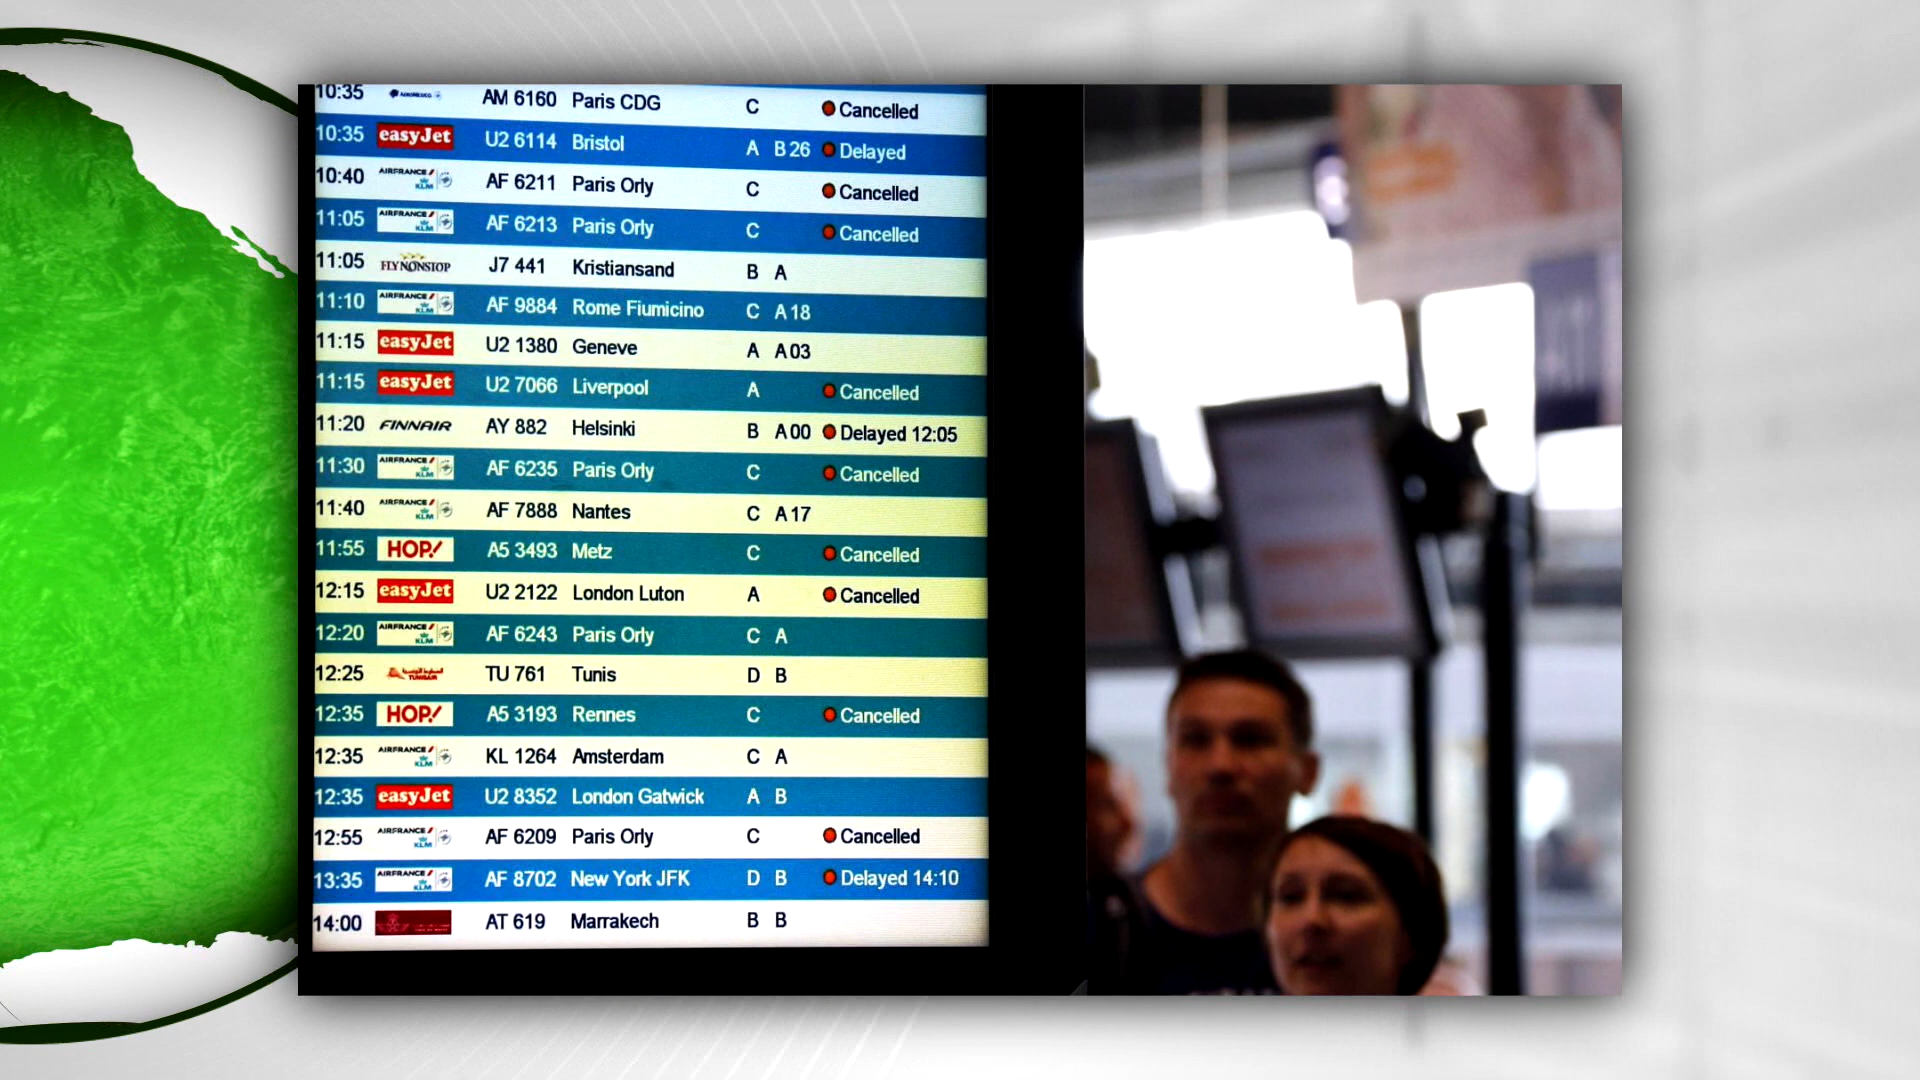 10:35 AEROMEXICO AM 6160 Paris CDG C Cancelled
10:35 easyJet U2 6114 Bristol A B 26 Delayed
10:40 AIRFRANCE KLM AF 6211 Paris Orly C Cancelled
11:05 AIRFRANCE KLM AF 6213 Paris Orly C Cancelled
11:05 FLYNONSTOP J7 441 Kristiansand B A
11:10 AIRFRANCE KLM AF 9884 Rome Fiumicino C A 18
11:15 easyJet U2 1380 Geneve A A 03
11:15 easyJet U2 7066 Liverpool A Cancelled
11:20 FINNAIR AY 882 Helsinki B A 00 Delayed 12:05
11:30 AIRFRANCE KLM AF 6235 Paris Orly C Cancelled
11:40 AIRFRANCE KLM AF 7888 Nantes C A 17
11:55 HOP! A5 3493 Metz C Cancelled
12:15 easyJet U2 2122 London Luton A Cancelled
12:20 AIRFRANCE KLM AF 6243 Paris Orly C A
12:25 TUNISAIR TU 761 Tunis D B
12:35 HOP! A5 3193 Rennes C Cancelled
12:35 AIRFRANCE KLM KL 1264 Amsterdam C A
12:35 easyJet U2 8352 London Gatwick A B
12:55 AIRFRANCE KLM AF 6209 Paris Orly C Cancelled
13:35 AIRFRANCE KLM AF 8702 New York JFK D B Delayed 14:10
14:00 AT 619 Marrakech B B